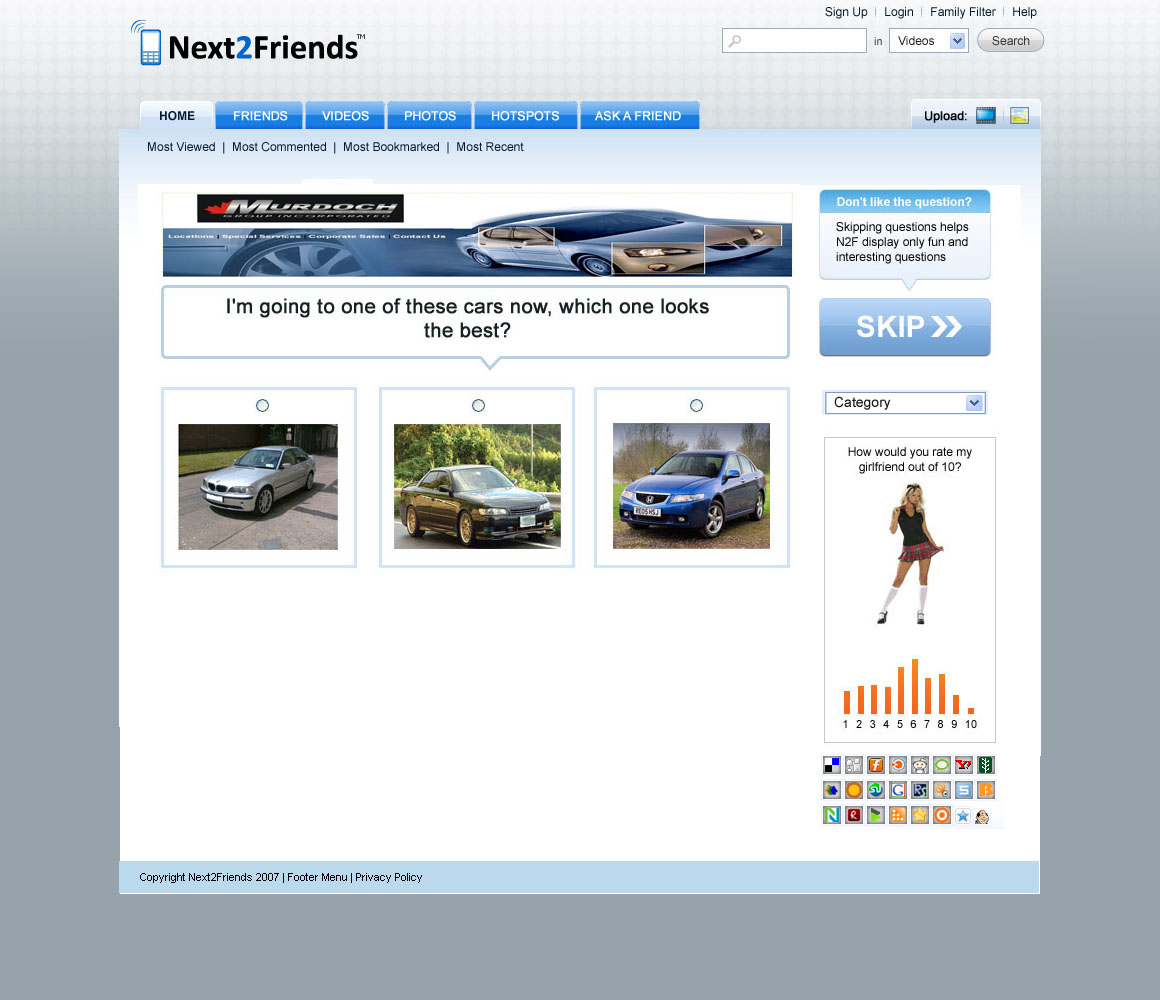 Sign Up | Login | Family Filter | Help
Next2Friends™
in Videos Search
HOME FRIENDS VIDEOS PHOTOS HOTSPOTS ASK A FRIEND
Upload:
Most Viewed | Most Commented | Most Bookmarked | Most Recent
MURDOCH
GROUP INCORPORATED
Locations | Special Services | Corporate Sales | Contact Us
Don't like the question?
Skipping questions helps
N2F display only fun and
interesting questions
I'm going to one of these cars now, which one looks
the best?
SKIP
Category
RE05 HSJ
How would you rate my
girlfriend out of 10?
1 2 3 4 5 6 7 8 9 10
Copyright Next2Friends 2007 | Footer Menu | Privacy Policy